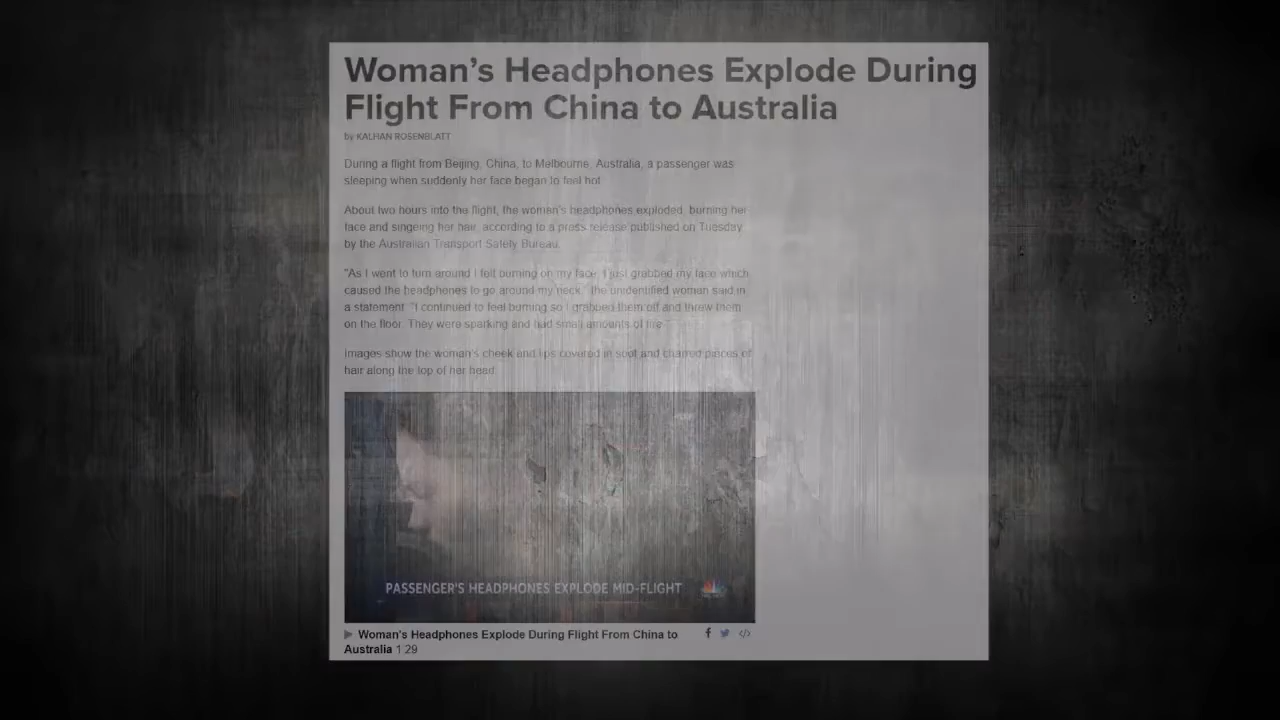 Woman's Headphones Explode During
Flight From China to Australia
by KALHAN ROSENBLATT
During a flight from Beijing, China, to Melbourne, Australia, a passenger was
sleeping when suddenly her face began to feel hot.
About two hours into the flight, the woman's headphones exploded, burning her
face and singeing her hair, according to a press release published on Tuesday
by the Australian Transport Safety Bureau.
"As I went to turn around I felt burning on my face, I just grabbed my face which
caused the headphones to go around my neck," the unidentified woman said in
a statement. "I continued to feel burning so I grabbed them off and threw them
on the floor. They were sparking and had small amounts of fire."
Images show the woman's cheek and lips covered in soot and charred pieces of
hair along the top of her head.
PASSENGER'S HEADPHONES EXPLODE MID-FLIGHT
Woman's Headphones Explode During Flight From China to
Australia 1:29